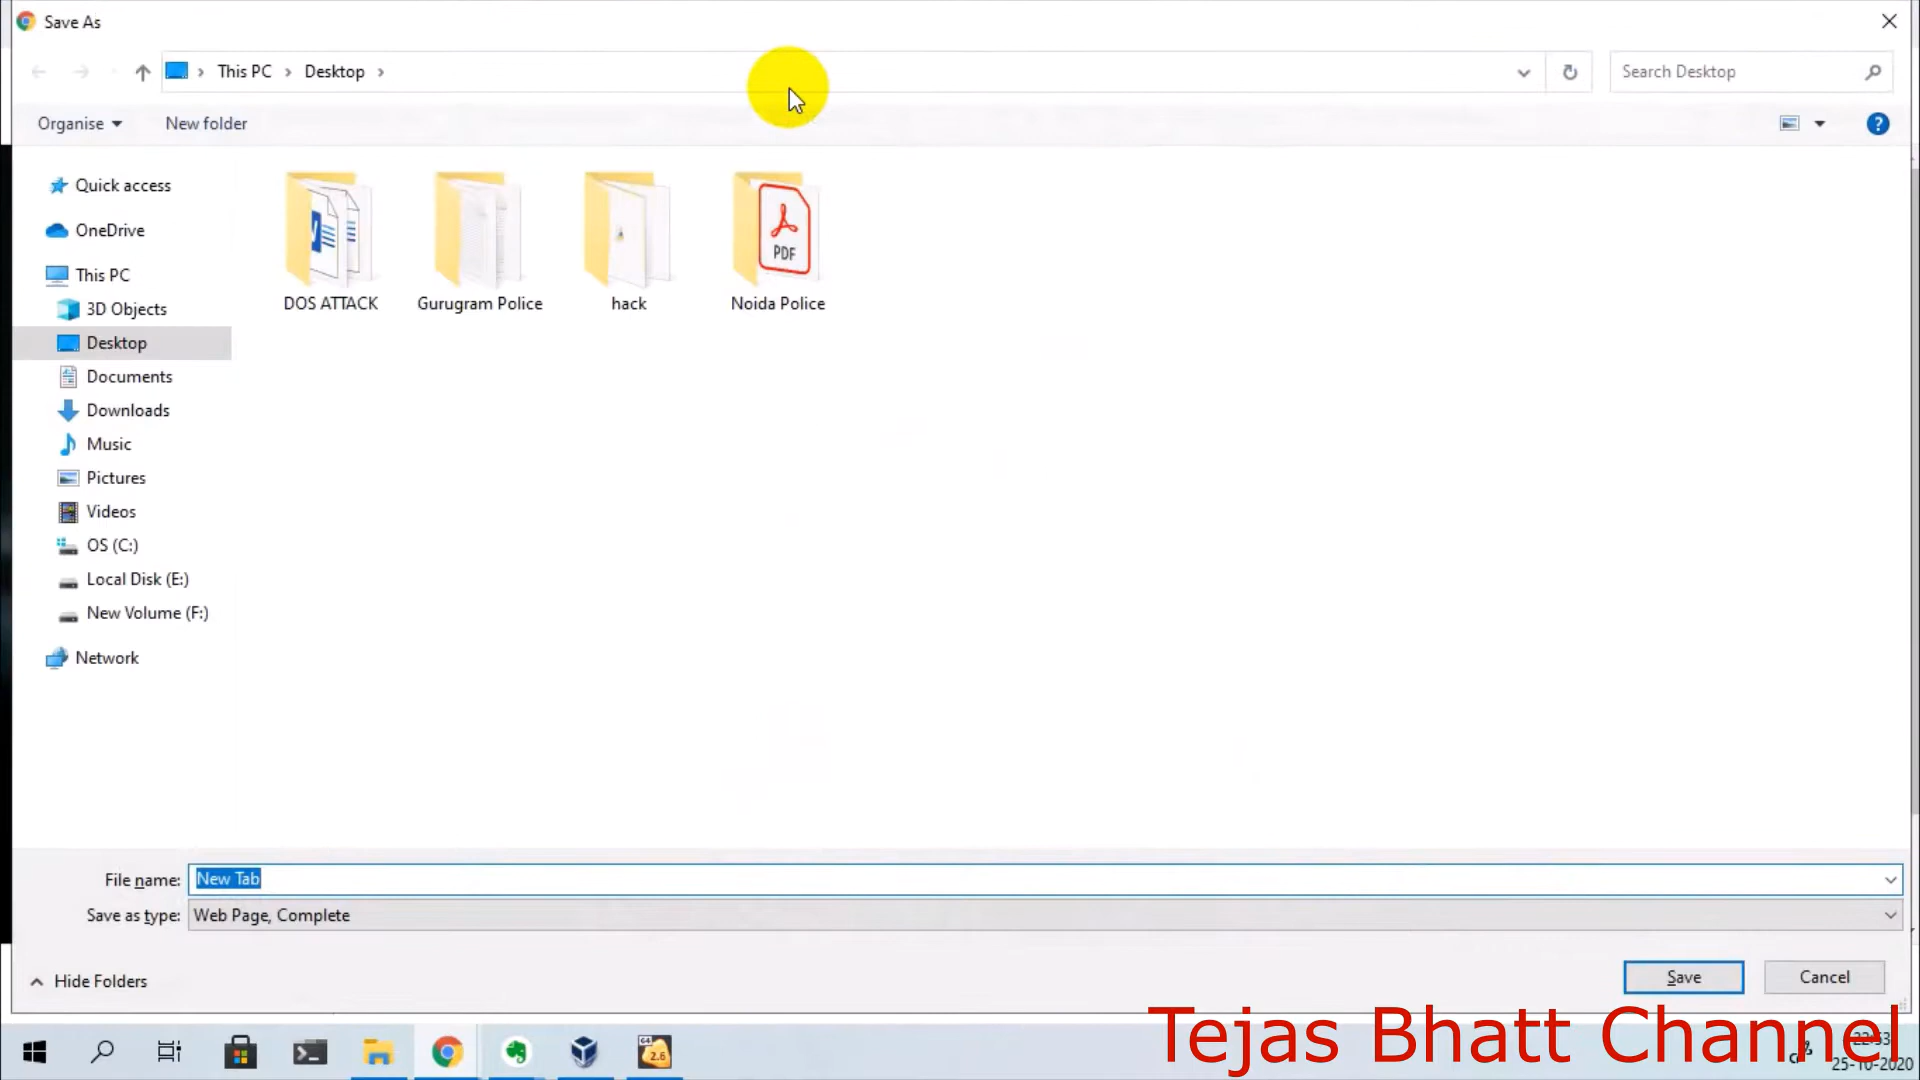 Save As
This PC
Desktop
Search Desktop
Organise
New folder
Quick access
OneDrive
This PC
3D Objects
Desktop
Documents
Downloads
Music
Pictures
Videos
OS (C:)
Local Disk (E:)
New Volume (F:)
Network
PDF
DOS ATTACK
Gurugram Police
hack
Noida Police
File name: New Tab
Save as type: Web Page, Complete
Hide Folders
Save
Cancel
Tejas Bhatt Channel
64
2.6
25-10-2020